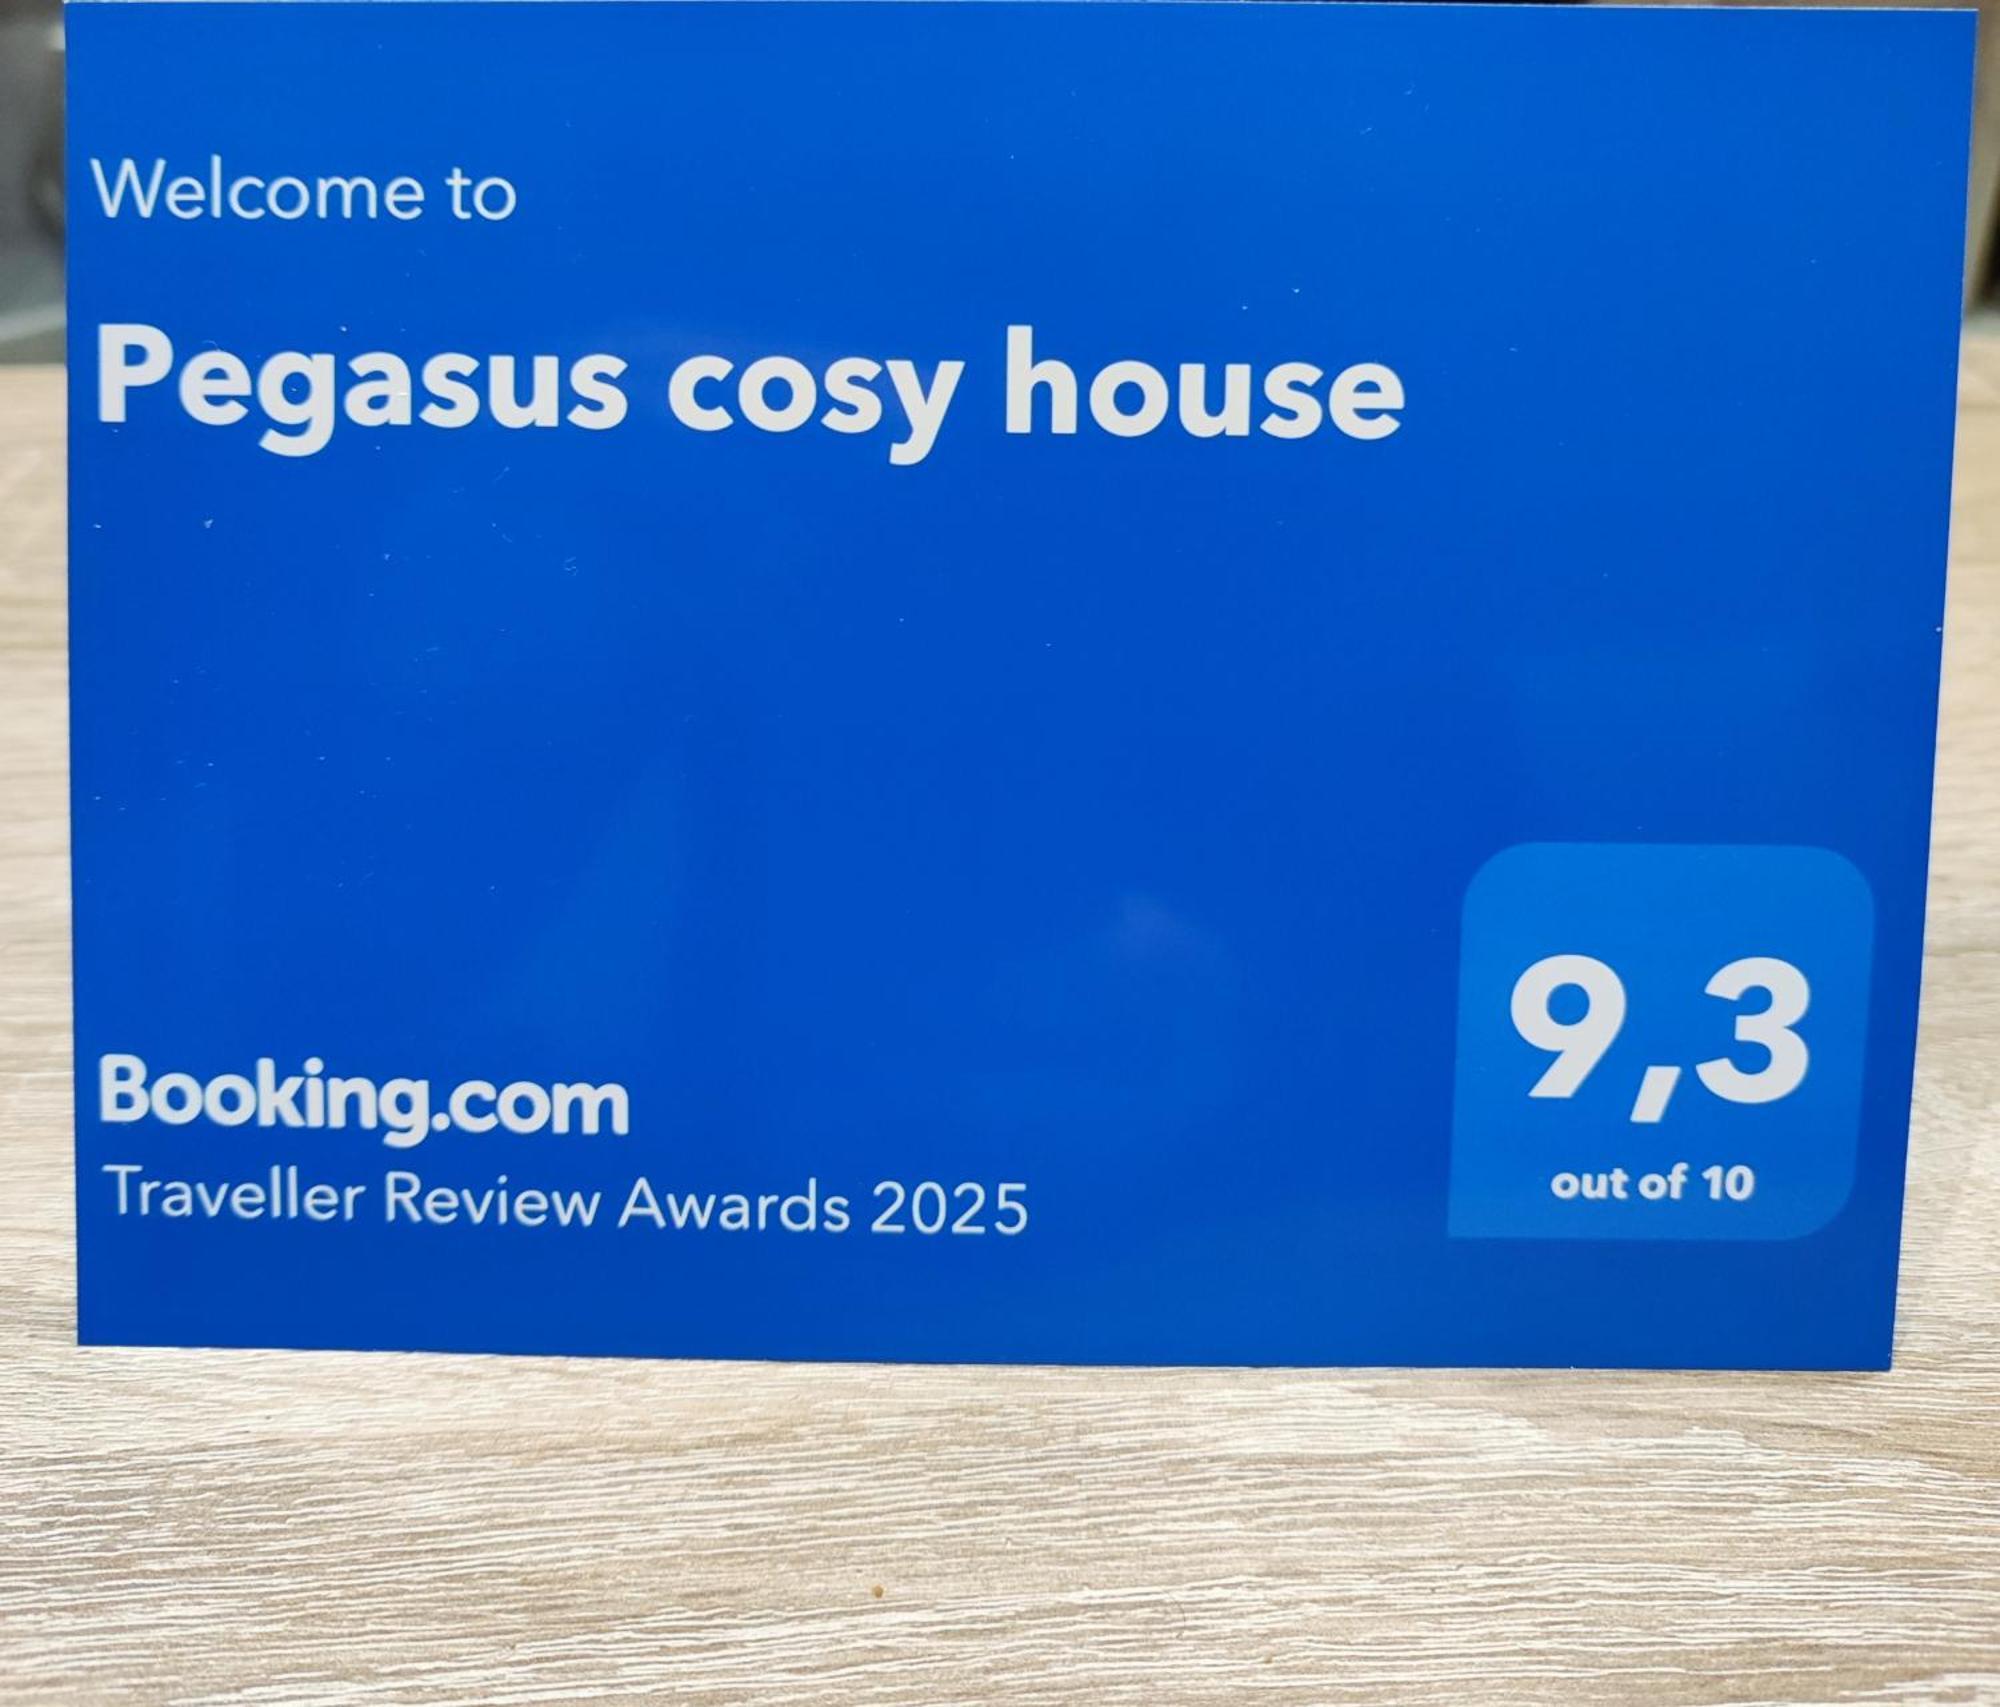 Welcome to
Pegasus cosy house
Booking.com
Traveller Review Awards 2025
9,3
out of 10